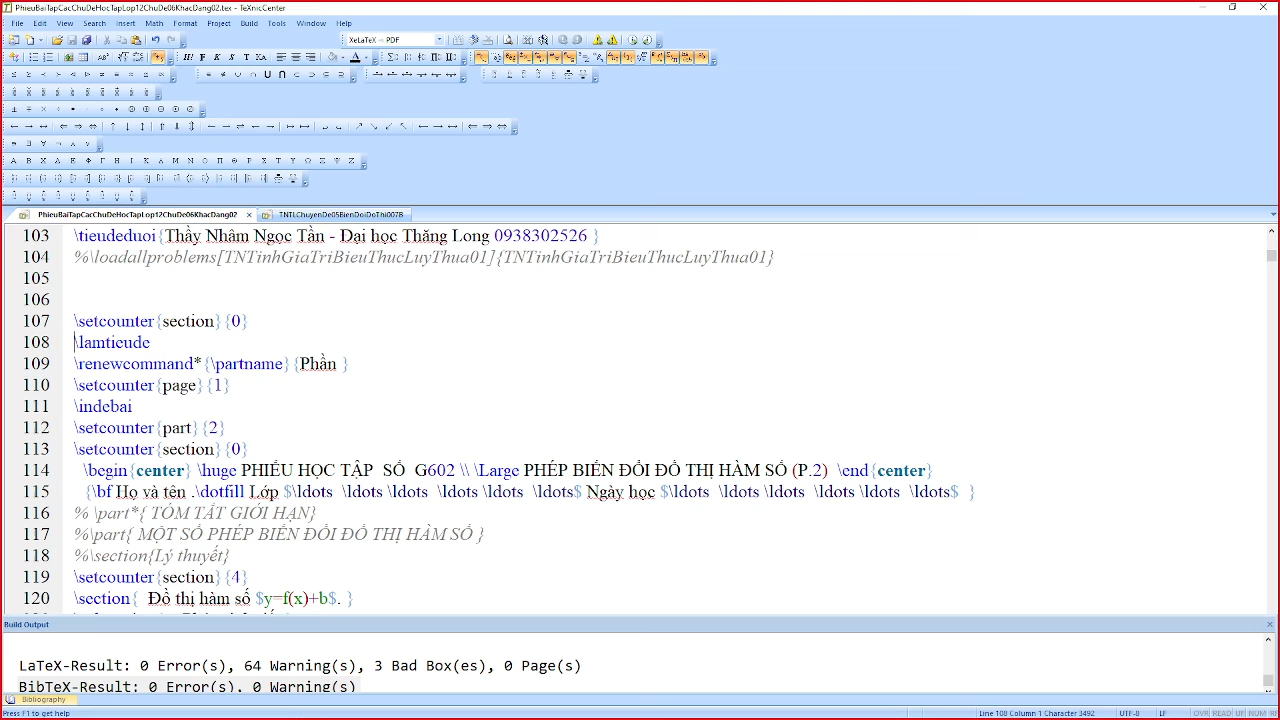 PhieuBaiTapCacChuDeHocTapLop12ChuDe06KhacDang02.tex - TeXnicCenter
File Edit View Search Insert Math Format Project Build Tools Window Help
XeLaTeX ⇨ PDF
PhieuBaiTapCacChuDeHocTapLop12ChuDe06KhacDang02 TNTLChuyenDe05BienDoiDoThi007B
103 \tieudeduoi{Thầy Nhâm Ngọc Tần - Đại học Thăng Long 0938302526 }
104 %\loadallproblems[TNTinhGiaTriBieuThucLuyThua01]{TNTinhGiaTriBieuThucLuyThua01}
105
106
107 \setcounter{section}{0}
108 \lamtieude
109 \renewcommand*{\partname}{Phần }
110 \setcounter{page}{1}
111 \indebai
112 \setcounter{part}{2}
113 \setcounter{section}{0}
114 \begin{center} \huge PHIẾU HỌC TẬP SỐ G602 \\ \Large PHÉP BIẾN ĐỔI ĐỒ THỊ HÀM SỐ (P.2) \end{center}
115 {\bf Họ và tên .\dotfill Lớp $\ldots \ldots \ldots \ldots \ldots \ldots$ Ngày học $\ldots \ldots \ldots \ldots \ldots \ldots$ }
116 % \part*{ TÓM TẮT GIỚI HẠN}
117 %\part{ MỘT SỐ PHÉP BIẾN ĐỔI ĐỒ THỊ HÀM SỐ }
118 %\section{Lý thuyết}
119 \setcounter{section}{4}
120 \section{ Đồ thị hàm số $y=f(x)+b$. }
Build Output
LaTeX-Result: 0 Error(s), 64 Warning(s), 3 Bad Box(es), 0 Page(s)
BibTeX-Result: 0 Error(s), 0 Warning(s)
Bibliography
Press F1 to get help Line 108 Column 1 Character 3492 UTF-8 LF OVR READ UF NUM